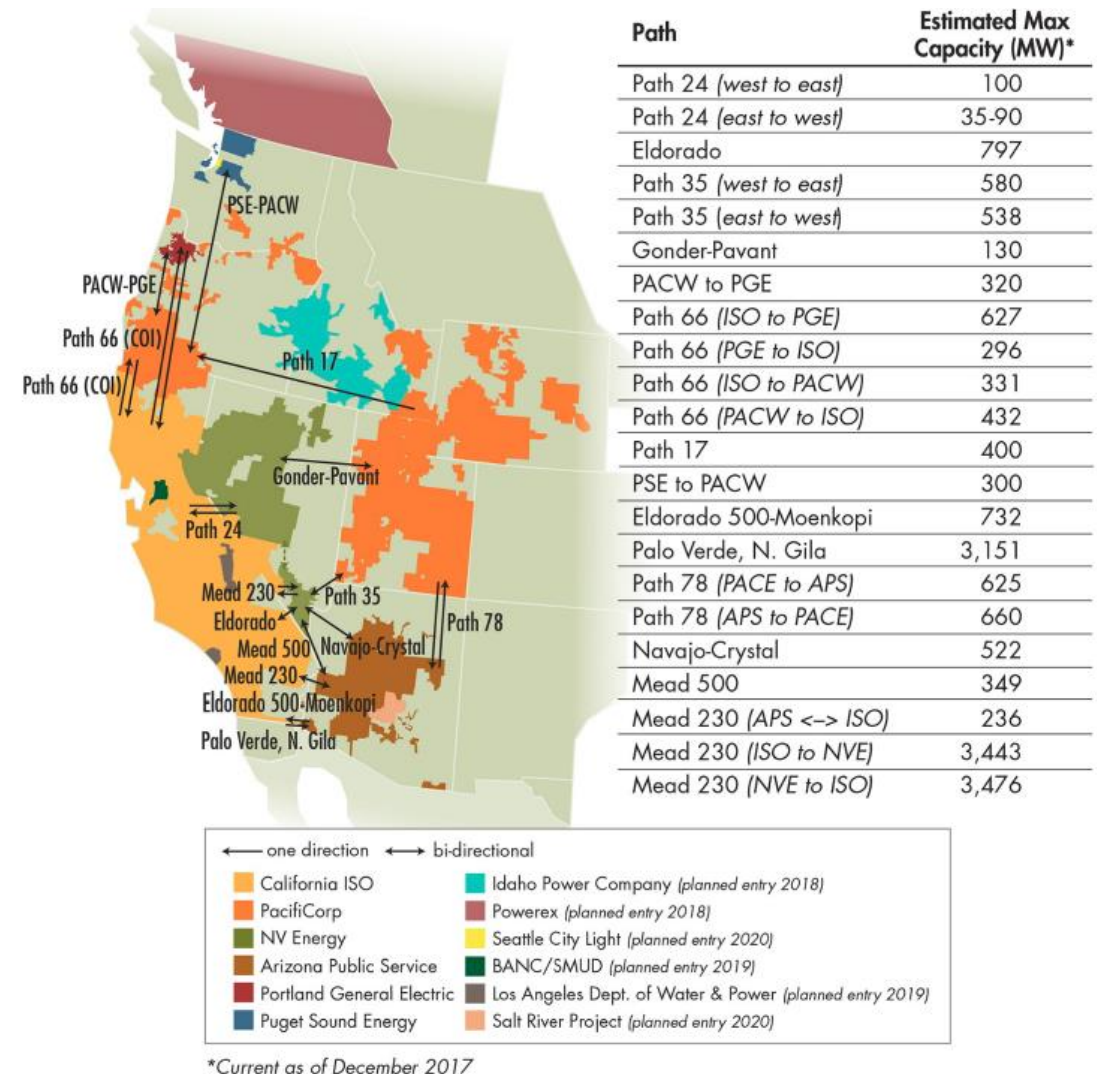 PSE-PACW
PACW-PGE
Path 66 (COI)
Path 66 (COI)
Path 17
Gonder-Pavant
Path 24
Mead 230
Path 35
Eldorado
Path 78
Mead 500
Navajo-Crystal
Mead 230
Eldorado 500-Moenkopi
Palo Verde, N. Gila
Path Estimated Max
Capacity (MW)*
Path 24 (west to east) 100
Path 24 (east to west) 35-90
Eldorado 797
Path 35 (west to east) 580
Path 35 (east to west) 538
Gonder-Pavant 130
PACW to PGE 320
Path 66 (ISO to PGE) 627
Path 66 (PGE to ISO) 296
Path 66 (ISO to PACW) 331
Path 66 (PACW to ISO) 432
Path 17 400
PSE to PACW 300
Eldorado 500-Moenkopi 732
Palo Verde, N. Gila 3,151
Path 78 (PACE to APS) 625
Path 78 (APS to PACE) 660
Navajo-Crystal 522
Mead 500 349
Mead 230 (APS <-> ISO) 236
Mead 230 (ISO to NVE) 3,443
Mead 230 (NVE to ISO) 3,476
one direction bi-directional
California ISO Idaho Power Company (planned entry 2018)
PacifiCorp Powerex (planned entry 2018)
NV Energy Seattle City Light (planned entry 2020)
Arizona Public Service BANC/SMUD (planned entry 2019)
Portland General Electric Los Angeles Dept. of Water & Power (planned entry 2019)
Puget Sound Energy Salt River Project (planned entry 2020)
*Current as of December 2017